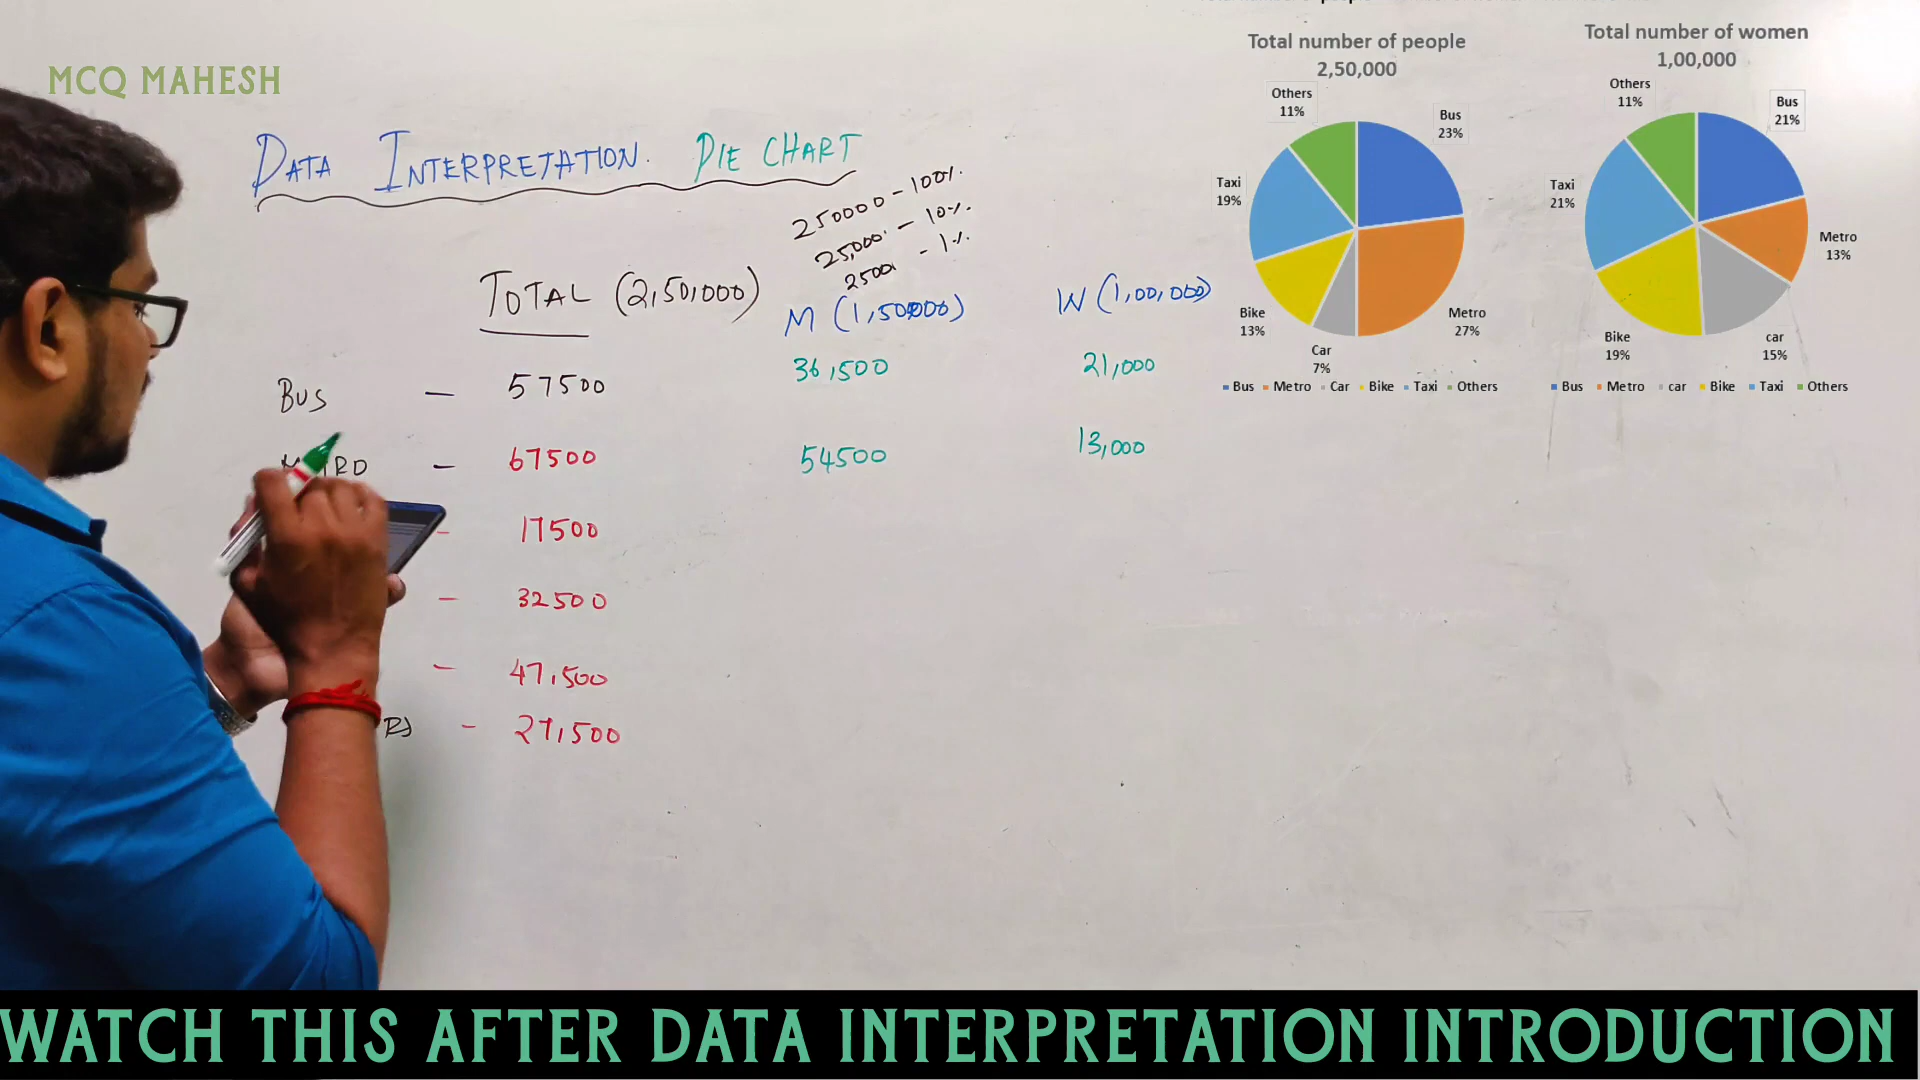 MCQ MAHESH
DATA INTERPRETATION. PIE CHART
250000 - 100%.
25,000 - 10%.
2500 - 1%.
TOTAL (2,50,000)
M (1,50,000)
W (1,00,000)
BUS - 57500 36,500 21,000
- 67500 54500 13,000
- 17500
- 32500
- 47,500
- 27,500
Total number of people
2,50,000
Others
11%
Bus
23%
Taxi
19%
Bike
13%
Metro
27%
Car
7%
Bus Metro Car Bike Taxi Others
Total number of women
1,00,000
Others
11%
Bus
21%
Taxi
21%
Metro
13%
Bike
19%
car
15%
Bus Metro car Bike Taxi Others
WATCH THIS AFTER DATA INTERPRETATION INTRODUCTION